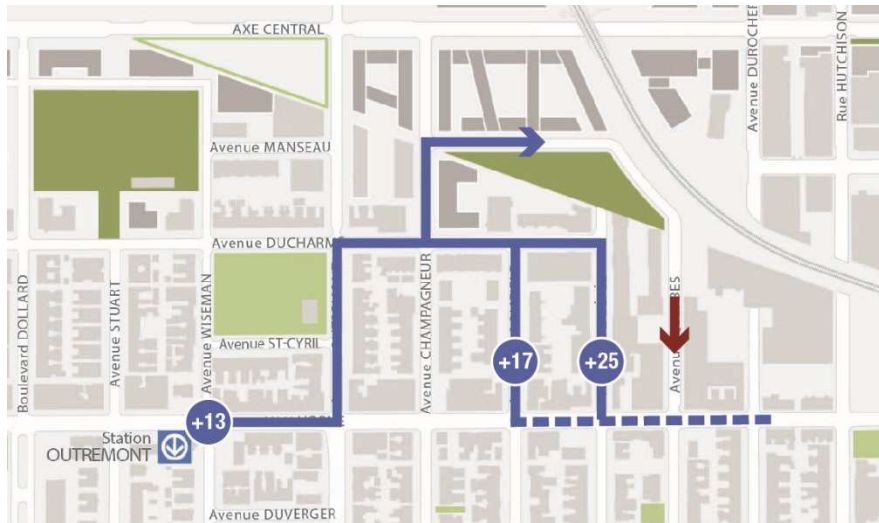 AXE CENTRAL
Avenue DUROCHER
Rue HUTCHISON
Avenue MANSEAU
Avenue DUCHARME
Boulevard DOLLARD
Avenue STUART
Avenue WISEMAN
Avenue CHAMPAGNEUR
Avenue ST-CYRIL
+17
+25
+13
Station
OUTREMONT
Avenue DUVERGER